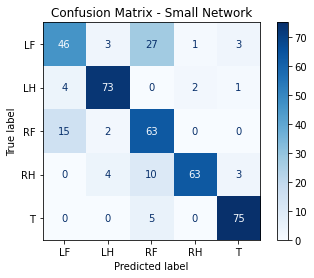 Confusion Matrix - Small Network
True label
LF 46 3 27 1 3
LH 4 73 0 2 1
RF 15 2 63 0 0
RH 0 4 10 63 3
T 0 0 5 0 75
LF LH RF RH T
Predicted label
70
60
50
40
30
20
10
0